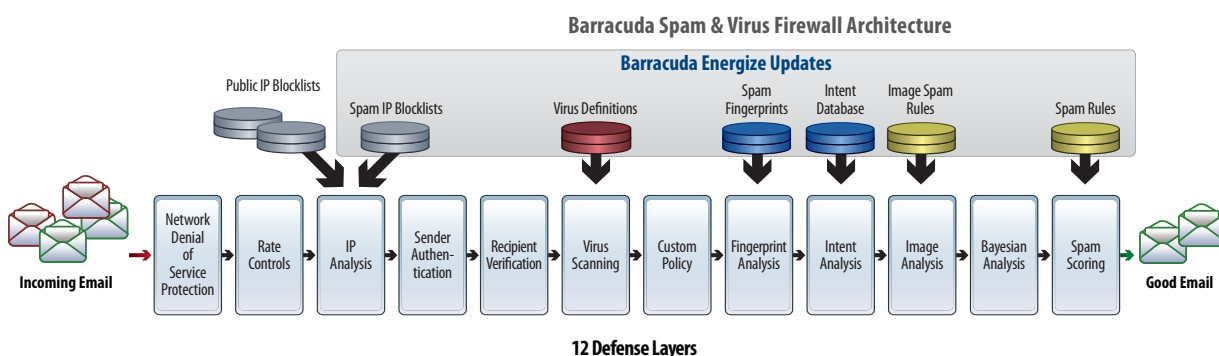 Barracuda Spam & Virus Firewall Architecture
Barracuda Energize Updates
Public IP Blocklists
Spam IP Blocklists
Virus Definitions
Spam
Fingerprints
Intent
Database
Image Spam
Rules
Spam Rules
Incoming Email
Network
Denial
of
Service
Protection
Rate
Controls
IP
Analysis
Sender
Authen-
tication
Recipient
Verification
Virus
Scanning
Custom
Policy
Fingerprint
Analysis
Intent
Analysis
Image
Analysis
Bayesian
Analysis
Spam
Scoring
Good Email
12 Defense Layers